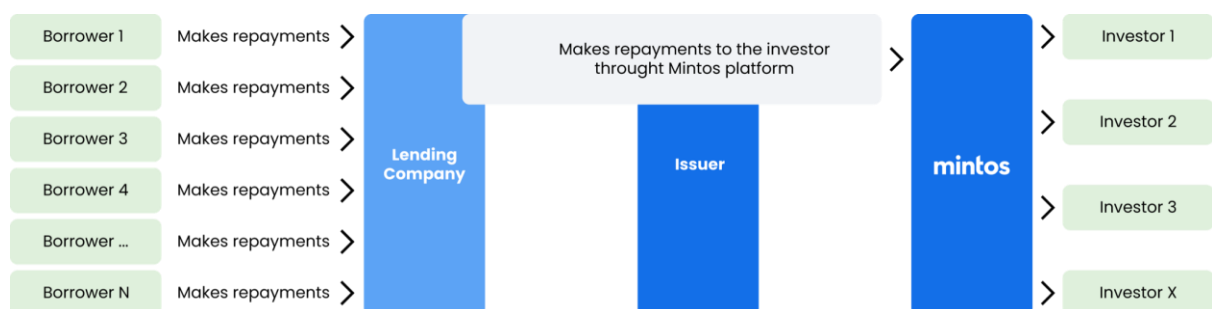 Borrower 1
Makes repayments
Borrower 2
Makes repayments
Borrower 3
Makes repayments
Borrower 4
Makes repayments
Borrower ...
Makes repayments
Borrower N
Makes repayments
Lending
Company
Makes repayments to the investor
throught Mintos platform
Issuer
mintos
Investor 1
Investor 2
Investor 3
Investor X